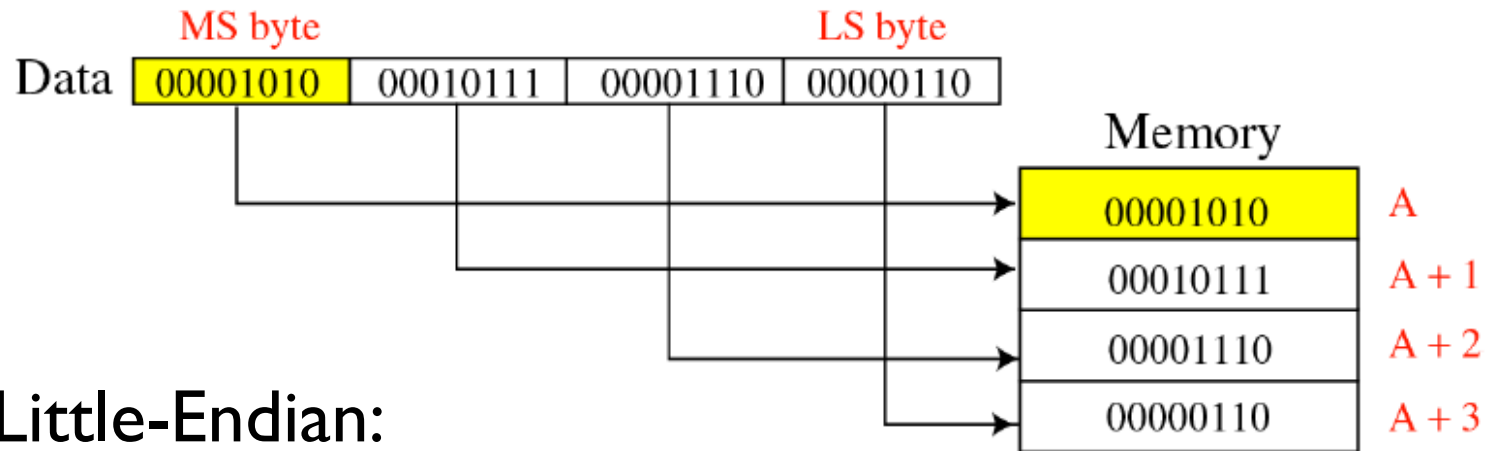 MS byte LS byte
Data 00001010 00010111 00001110 00000110
Memory
00001010 A
00010111 A + 1
00001110 A + 2
Little-Endian:
00000110 A + 3